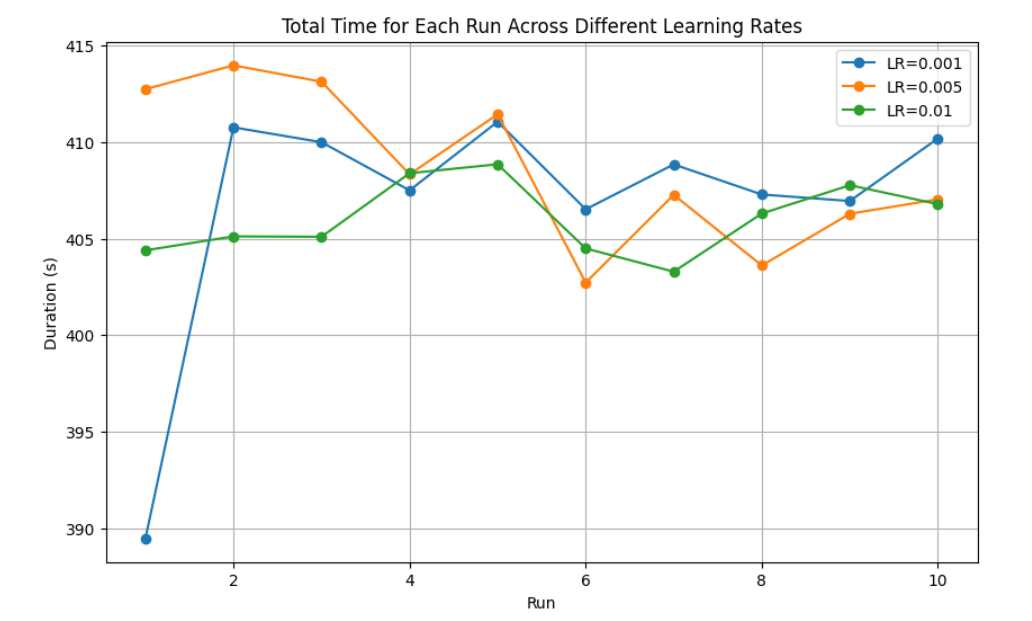 Total Time for Each Run Across Different Learning Rates
415
410
405
400
395
390
Duration (s)
LR=0.001
LR=0.005
LR=0.01
2 4 6 8 10
Run